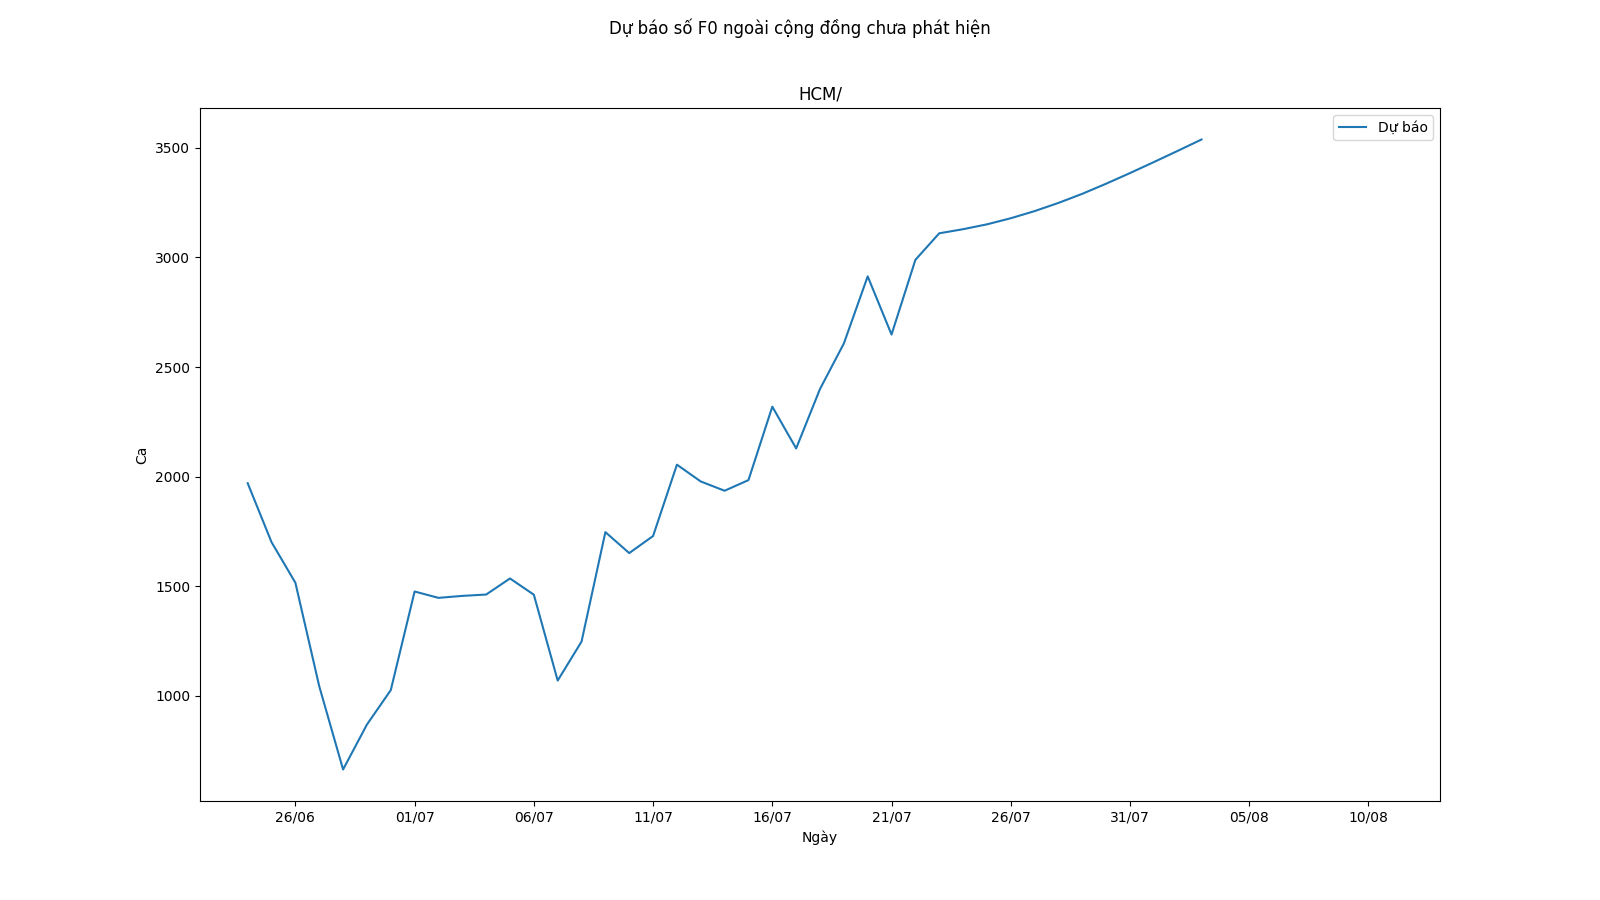 Dự báo số F0 ngoài cộng đồng chưa phát hiện
HCM/
Dự báo
3500
3000
2500
2000
1500
1000
Ca
26/06 01/07 06/07 11/07 16/07 21/07 26/07 31/07 05/08 10/08
Ngày